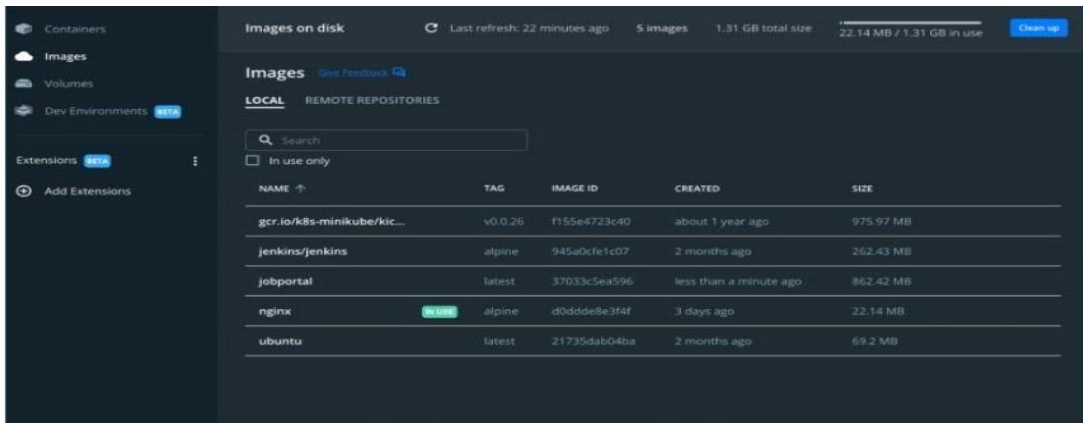 Containers
Images
Volumes
Dev Environments BETA
Extensions BETA
Add Extensions
Images on disk Last refresh: 22 minutes ago 5 images 1.31 GB total size 22.14 MB / 1.31 GB in use Clean up
Images Give Feedback
LOCAL REMOTE REPOSITORIES
Search
In use only
NAME TAG IMAGE ID CREATED SIZE
gcr.io/k8s-minikube/kic... v0.0.26 f155e4723c40 about 1 year ago 975.97 MB
jenkins/jenkins alpine 945a0cfe1c07 2 months ago 262.43 MB
jobportal latest 37033c5ea596 less than a minute ago 862.42 MB
nginx IN USE alpine d0ddde8e3f4f 3 days ago 22.14 MB
ubuntu latest 21735dab04ba 2 months ago 69.2 MB